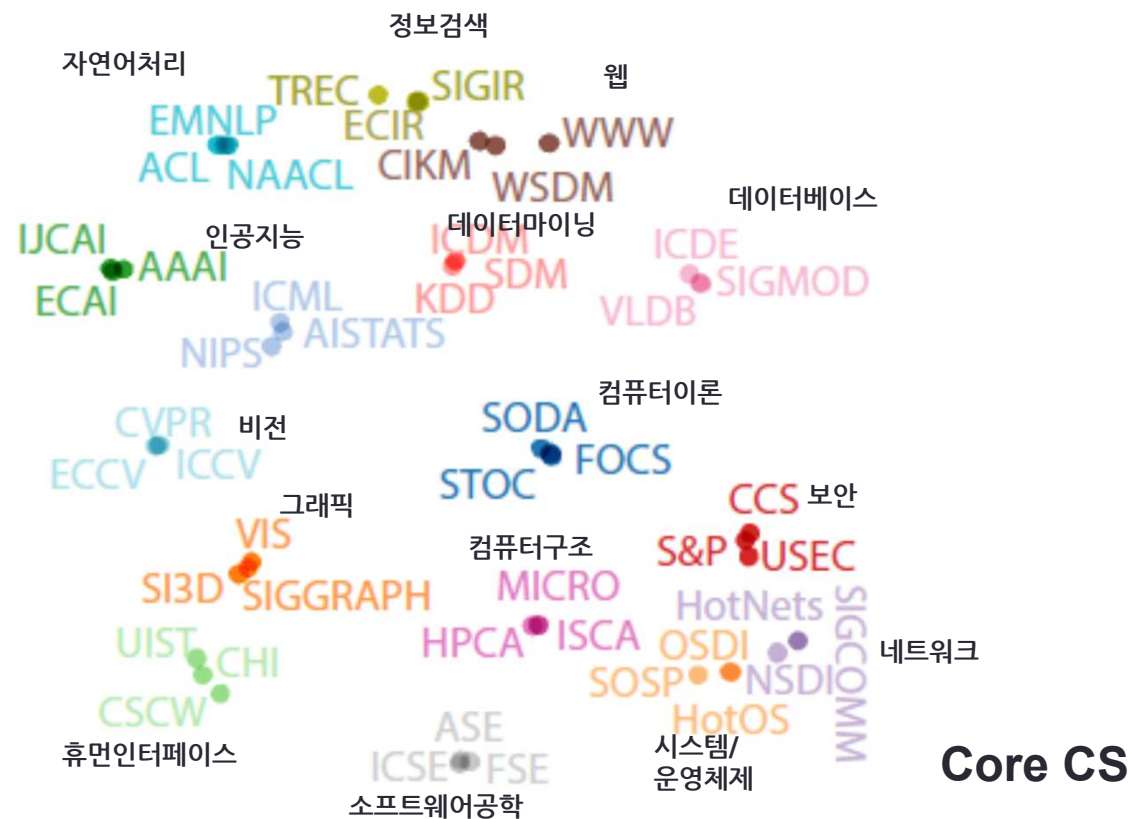 정보검색
자연어처리
웹
TREC
SIGIR
ECIR
EMNLP
ACL
NAACL
WWW
CIKM
WSDM
데이터베이스
데이터마이닝
인공지능
IJCAI
AAAI
ECAI
ICDM
SDM
KDD
ICDE
SIGMOD
VLDB
ICML
AISTATS
NIPS
컴퓨터이론
CVPR
비전
ECCV
ICCV
SODA
FOCS
STOC
그래픽
VIS
SI3D
SIGGRAPH
CCS
보안
S&P
USEC
컴퓨터구조
MICRO
HPCA
ISCA
HotNets
SIGCOMM
네트워크
OSDI
NSDI
SOSP
HotOS
시스템/
운영체제
UIST
CHI
CSCW
휴먼인터페이스
ASE
ICSE
FSE
소프트웨어공학
Core CS